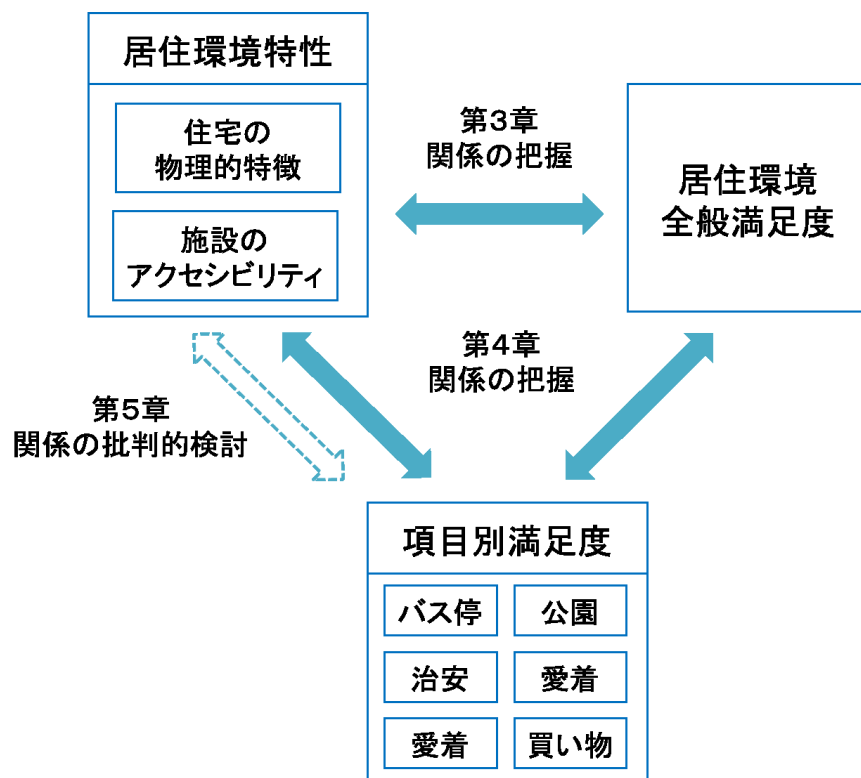 居住環境特性
住宅の
物理的特徴
施設の
アクセシビリティ
第3章
関係の把握
居住環境
全般満足度
第4章
関係の把握
第5章
関係の批判的検討
項目別満足度
バス停
公園
治安
愛着
愛着
買い物